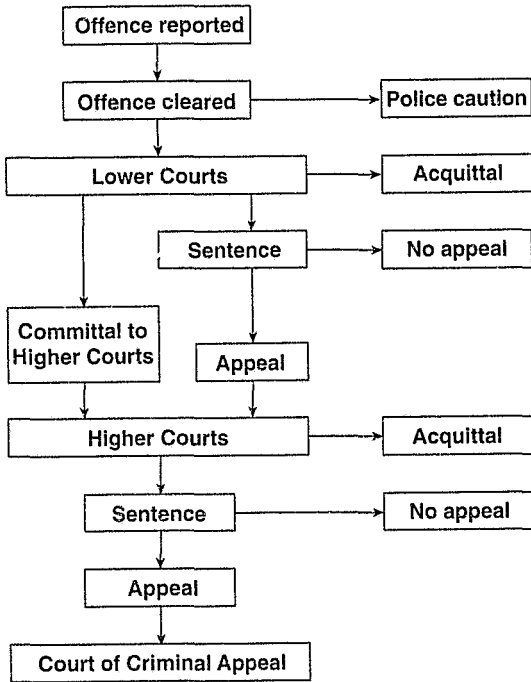 Offence reported
Offence cleared
Police caution
Lower Courts
Acquittal
Sentence
No appeal
Committal to
Higher Courts
Appeal
Higher Courts
Acquittal
Sentence
No appeal
Appeal
Court of Criminal Appeal